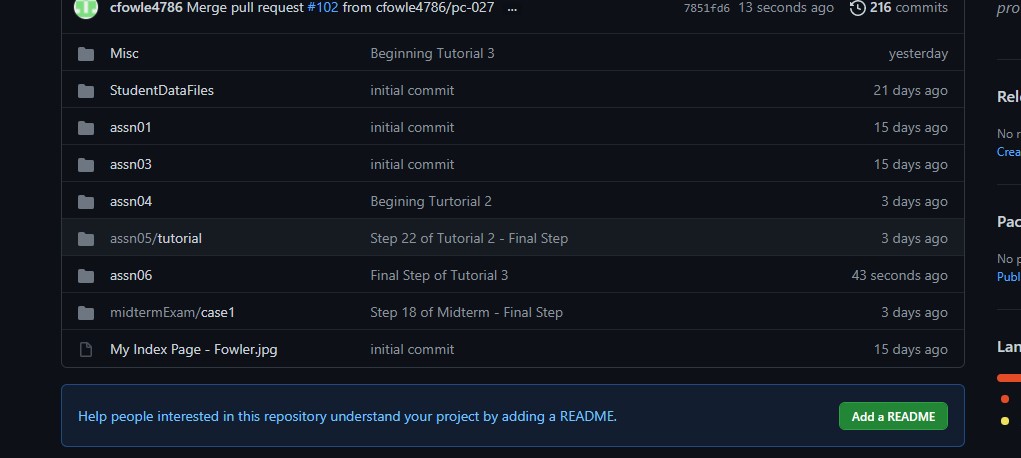 cfowle4786 Merge pull request #102 from cfowle4786/pc-027 ... 7851fd6 13 seconds ago 216 commits
Misc Beginning Tutorial 3 yesterday
StudentDataFiles initial commit 21 days ago
assn01 initial commit 15 days ago
assn03 initial commit 15 days ago
assn04 Begining Turtorial 2 3 days ago
assn05/tutorial Step 22 of Tutorial 2 - Final Step 3 days ago
assn06 Final Step of Tutorial 3 43 seconds ago
midtermExam/case1 Step 18 of Midterm - Final Step 3 days ago
My Index Page - Fowler.jpg initial commit 15 days ago
Help people interested in this repository understand your project by adding a README. Add a README
pro
Rel
No r
Crea
Pac
No p
Publ
Lan